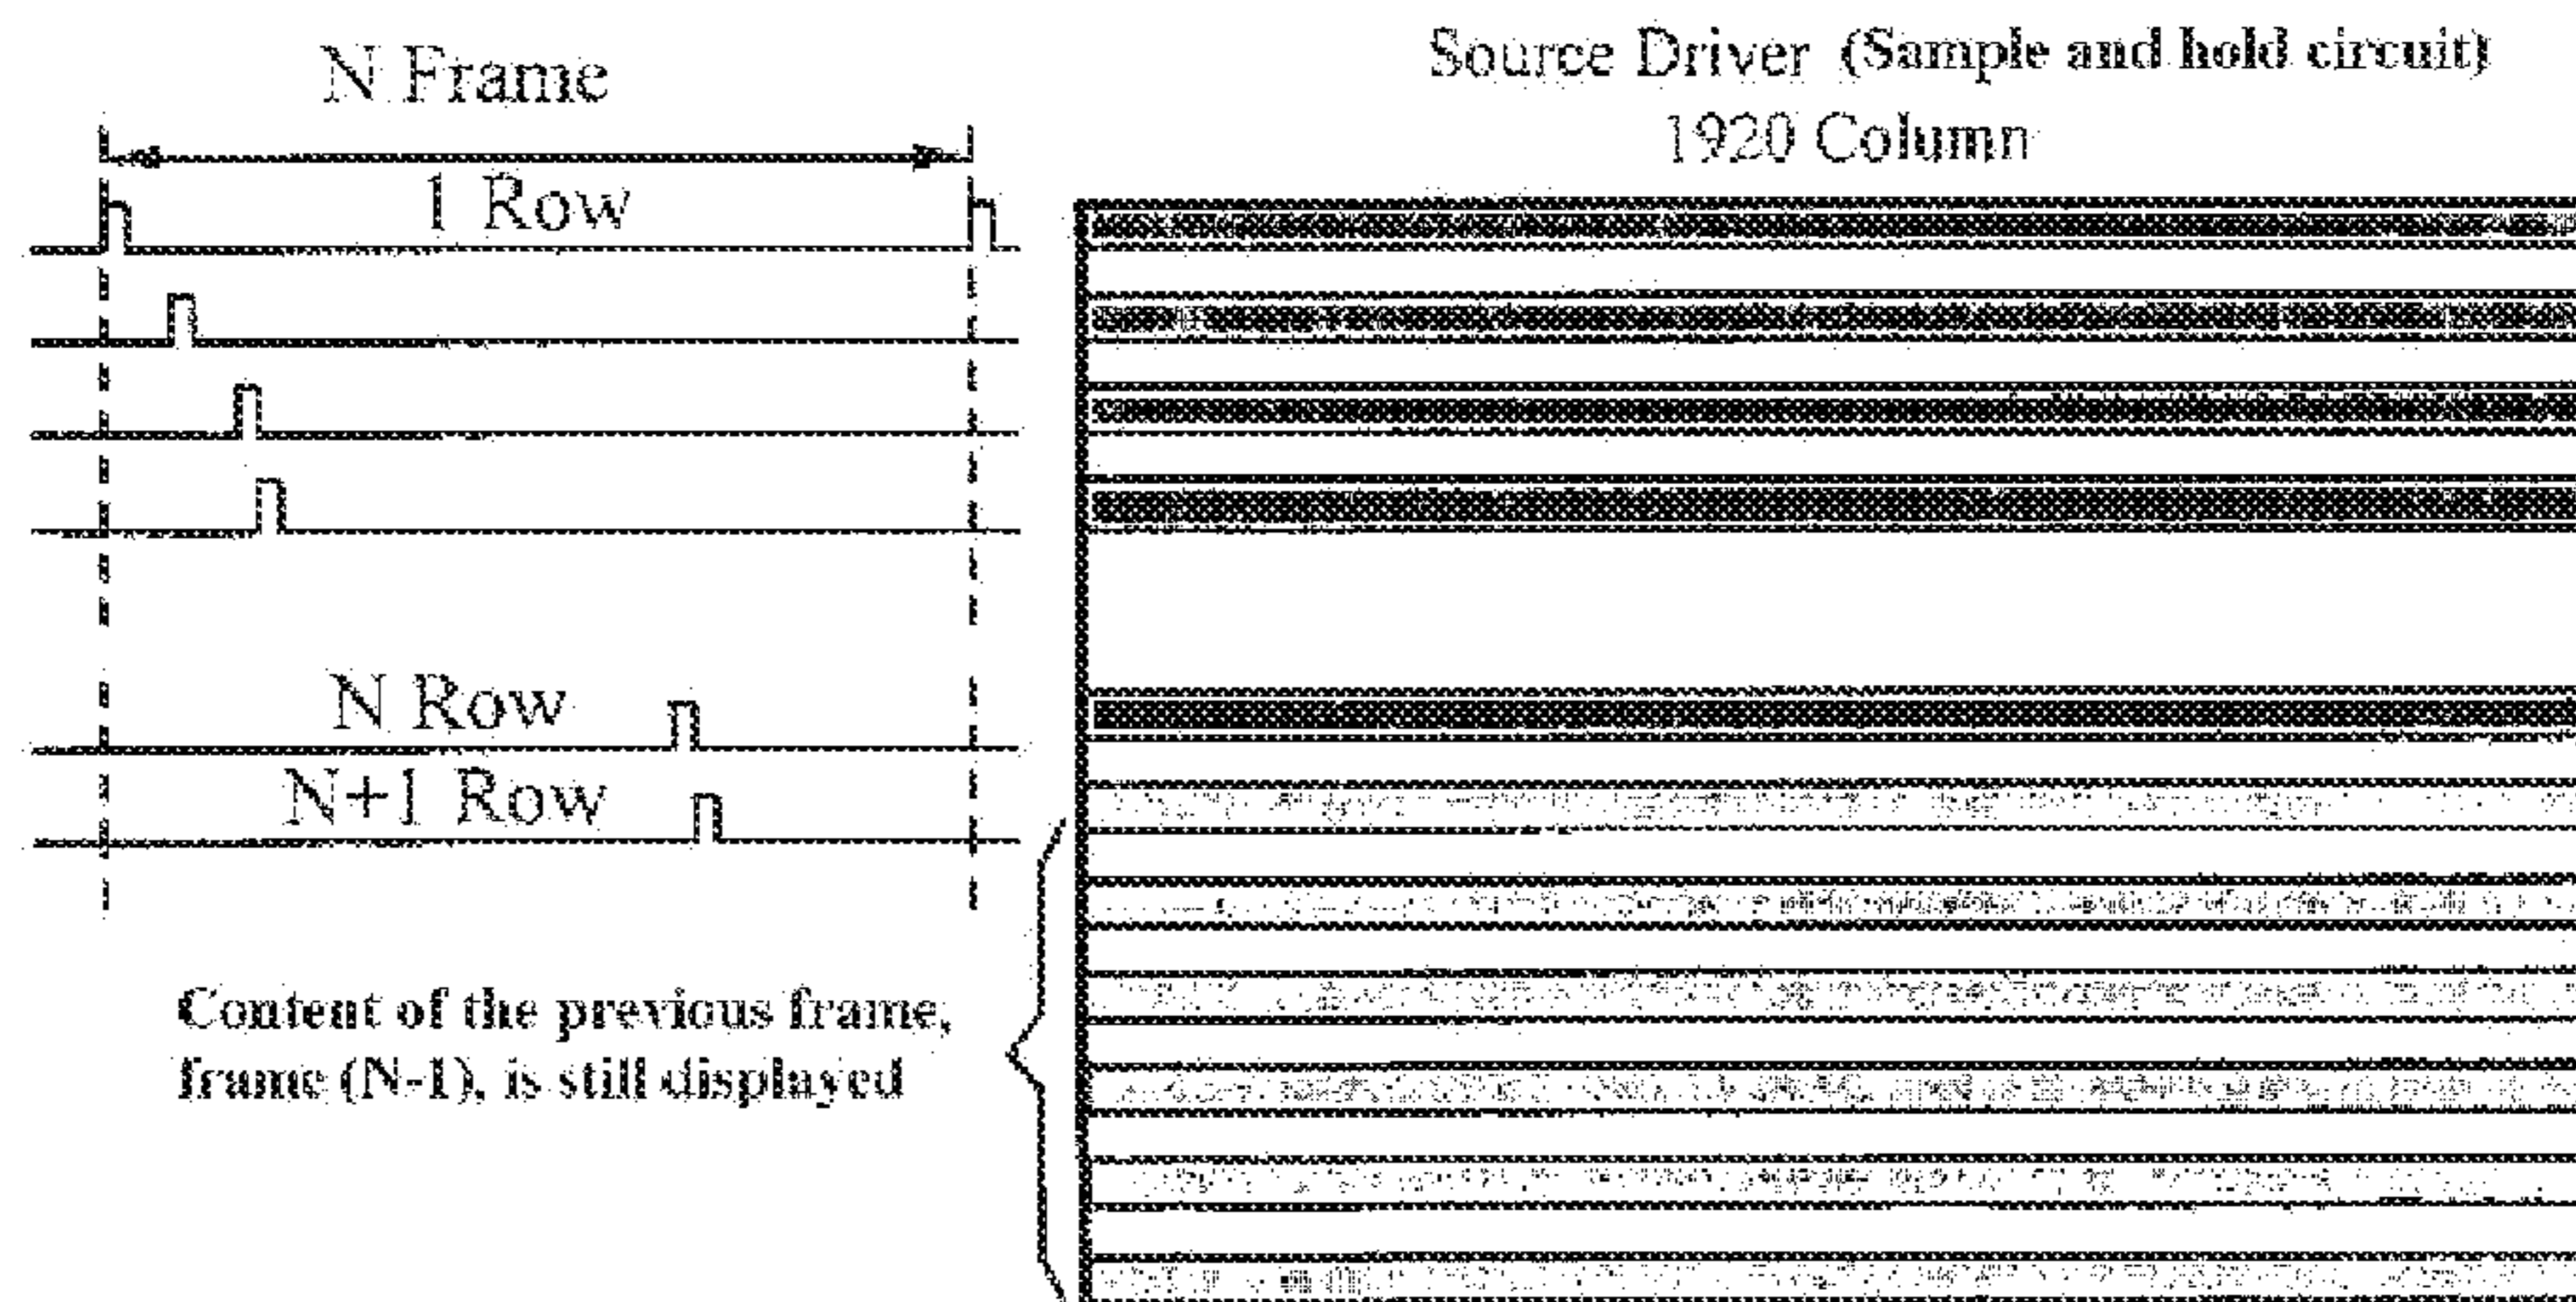 N Frame
Source Driver (Sample and hold circuit)
1920 Column
1 Row
N Row
N+1 Row
Content of the previous frame,
frame (N-1), is still displayed